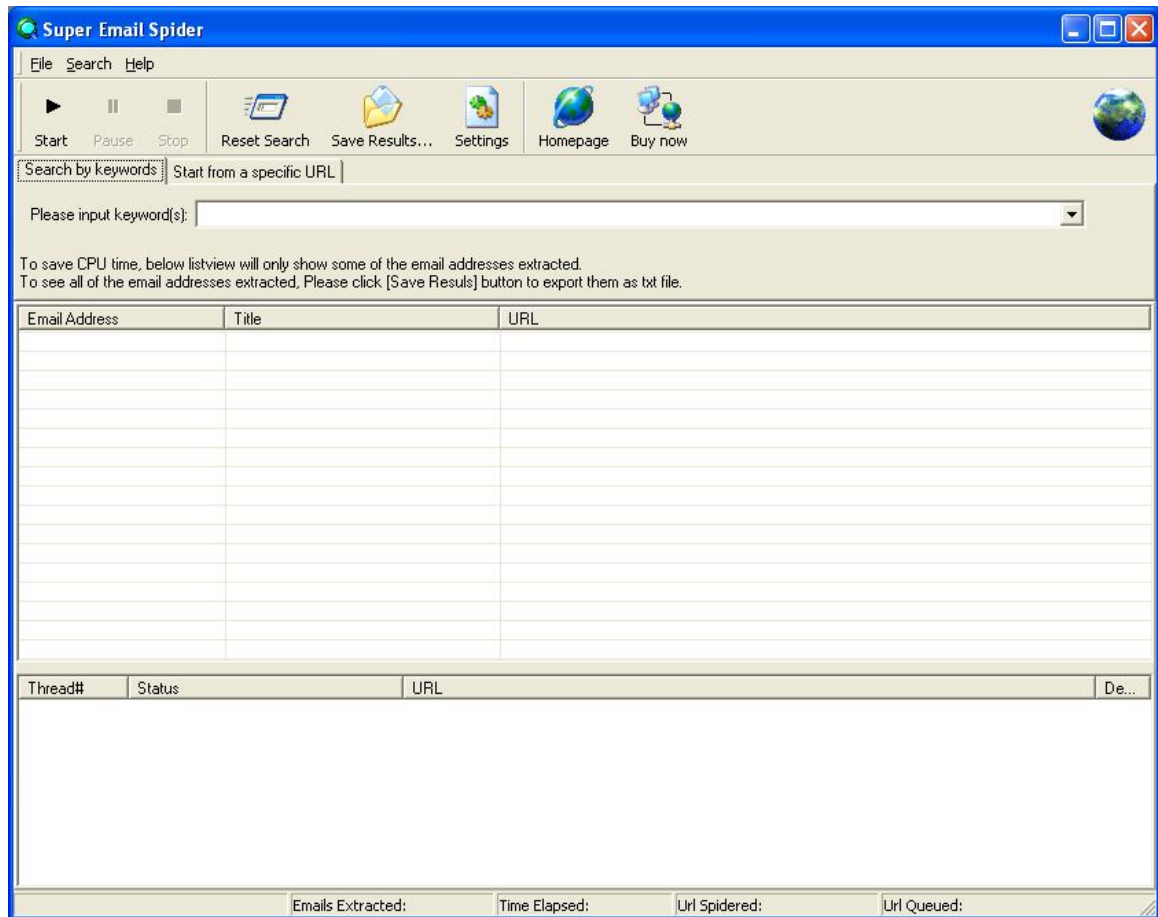 Super Email Spider
File Search Help
Start Pause Stop Reset Search Save Results... Settings Homepage Buy now
Search by keywords Start from a specific URL
Please input keyword(s):
To save CPU time, below listview will only show some of the email addresses extracted.
To see all of the email addresses extracted, Please click [Save Resuls] button to export them as txt file.
Email Address Title URL
Thread# Status URL De...
Emails Extracted: Time Elapsed: Url Spidered: Url Queued: